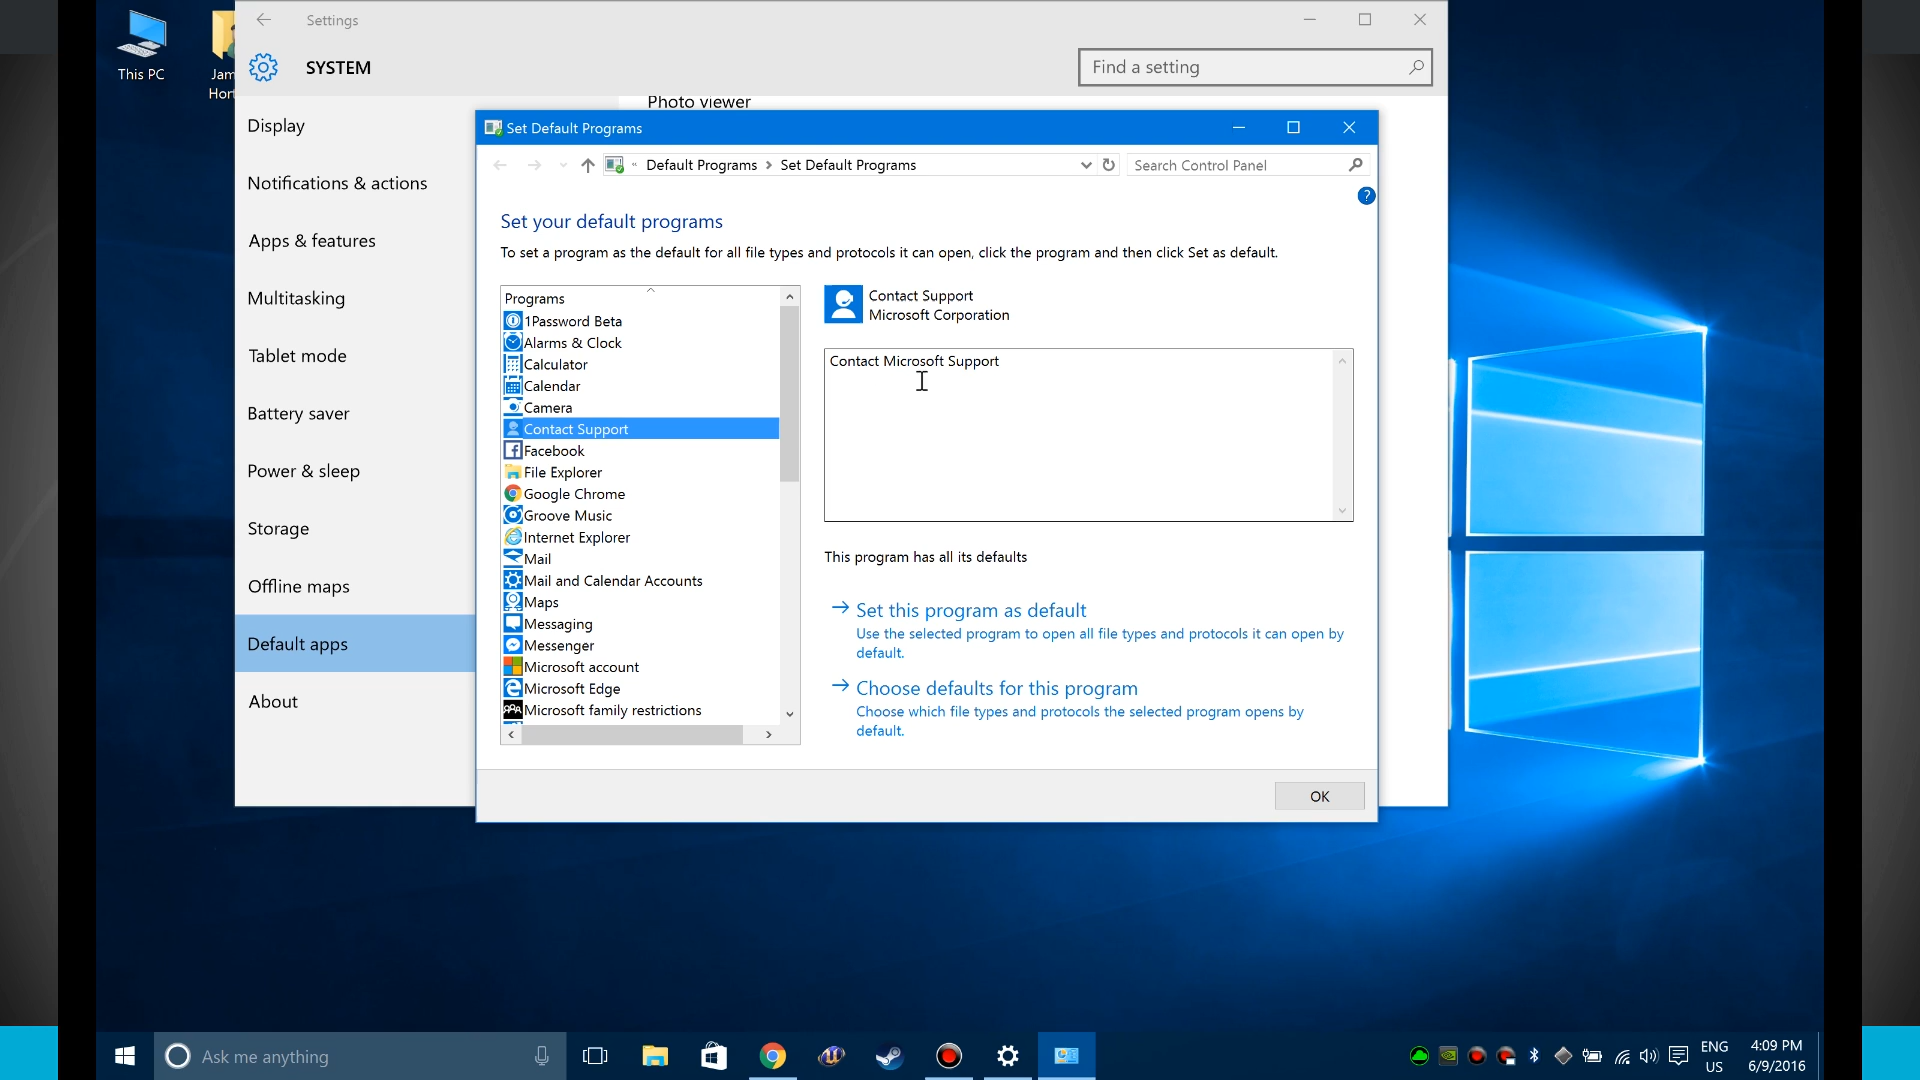 This PC
Jam
Hort
Settings
SYSTEM
Find a setting
Display
Notifications & actions
Apps & features
Multitasking
Tablet mode
Battery saver
Power & sleep
Storage
Offline maps
Default apps
About
Photo viewer
Set Default Programs
« Default Programs > Set Default Programs
Search Control Panel
?
Set your default programs
To set a program as the default for all file types and protocols it can open, click the program and then click Set as default.
Programs
1Password Beta
Alarms & Clock
Calculator
Calendar
Camera
Contact Support
Facebook
File Explorer
Google Chrome
Groove Music
Internet Explorer
Mail
Mail and Calendar Accounts
Maps
Messaging
Messenger
Microsoft account
Microsoft Edge
Microsoft family restrictions
Contact Support
Microsoft Corporation
Contact Microsoft Support
This program has all its defaults
Set this program as default
Use the selected program to open all file types and protocols it can open by
default.
Choose defaults for this program
Choose which file types and protocols the selected program opens by
default.
OK
Ask me anything
ENG
US
4:09 PM
6/9/2016